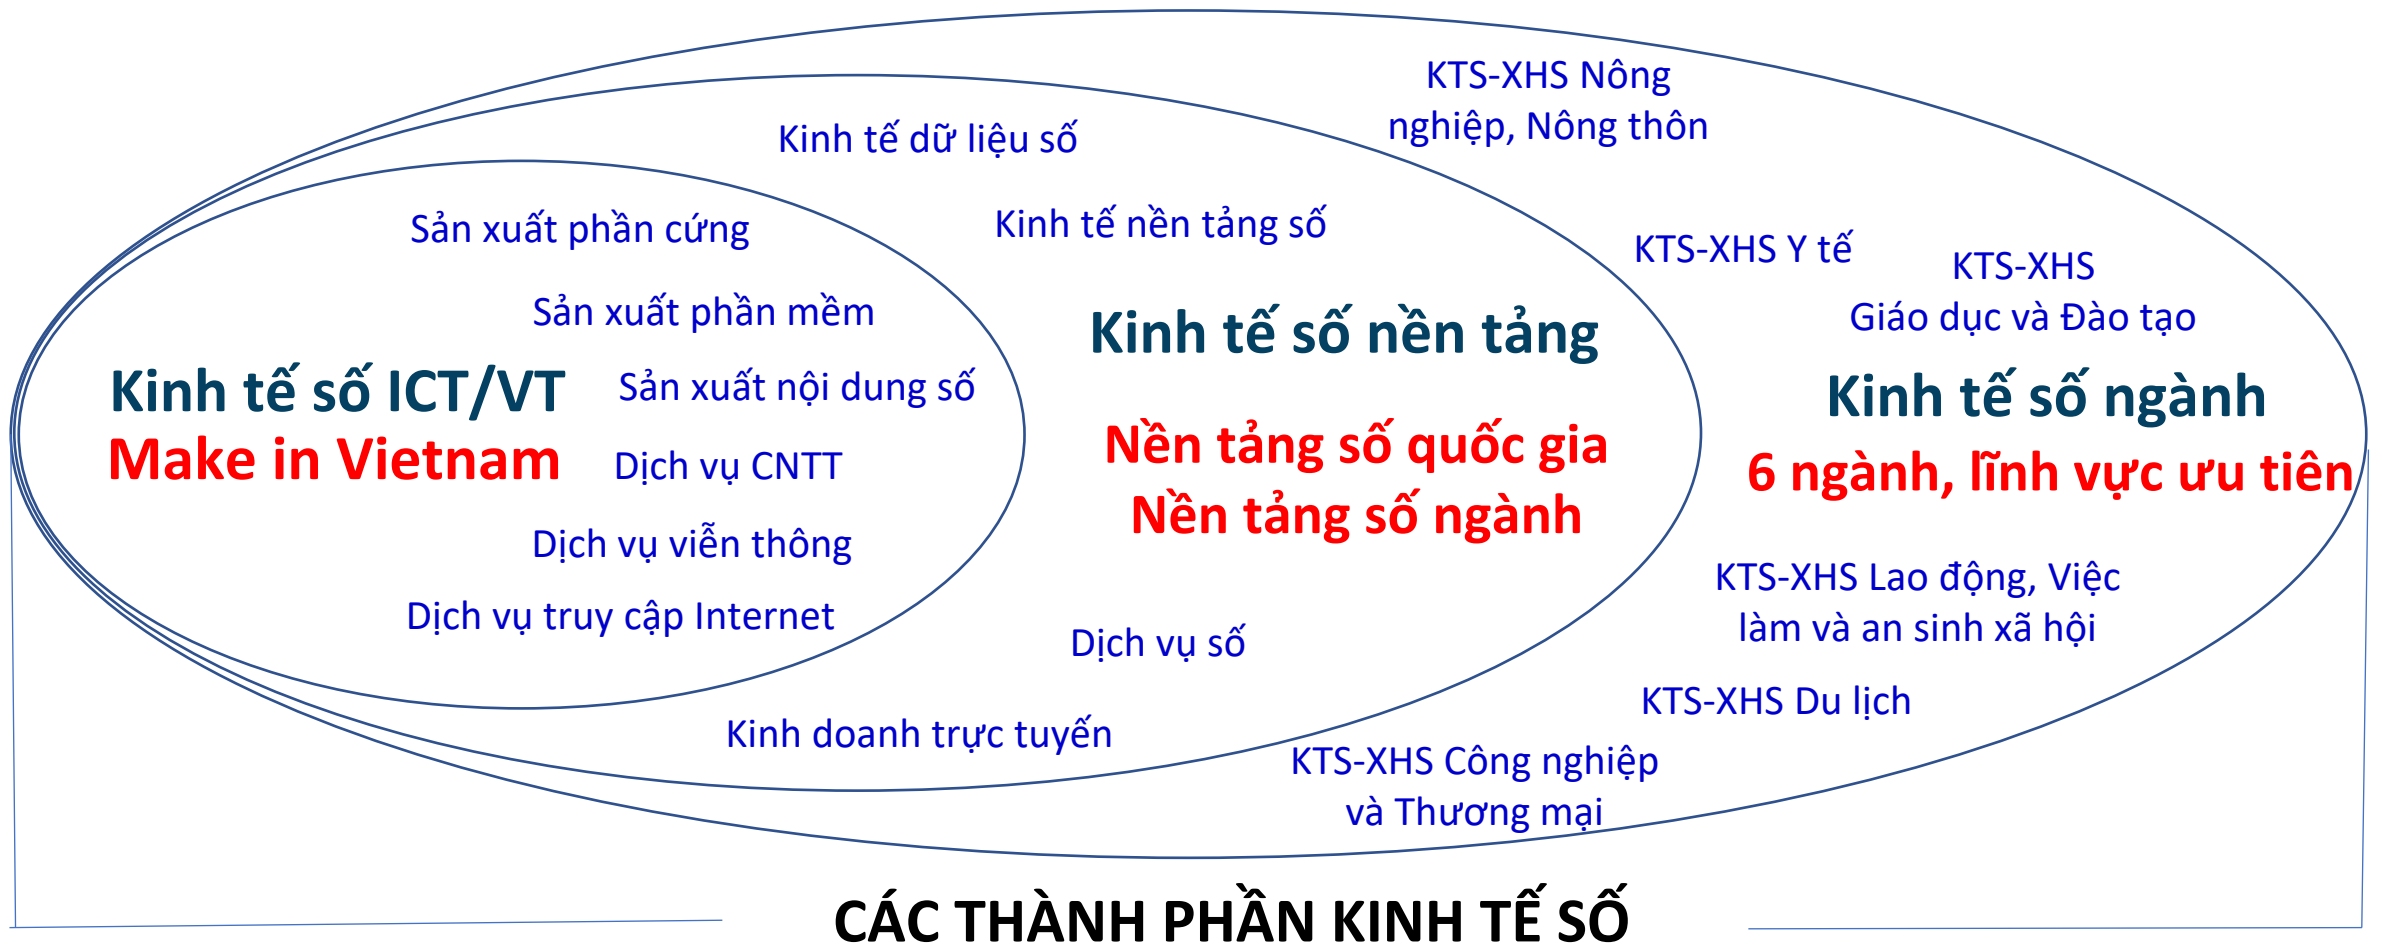 Sản xuất phần cứng
Sản xuất phần mềm
Kinh tế số ICT/VT
Make in Vietnam
Sản xuất nội dung số
Dịch vụ CNTT
Dịch vụ viễn thông
Dịch vụ truy cập Internet
Kinh tế dữ liệu số
Kinh tế nền tảng số
Kinh tế số nền tảng
Nền tảng số quốc gia
Nền tảng số ngành
Dịch vụ số
Kinh doanh trực tuyến
KTS-XHS Nông
nghiệp, Nông thôn
KTS-XHS Y tế
KTS-XHS
Giáo dục và Đào tạo
Kinh tế số ngành
6 ngành, lĩnh vực ưu tiên
KTS-XHS Lao động, Việc
làm và an sinh xã hội
KTS-XHS Du lịch
KTS-XHS Công nghiệp
và Thương mại
CÁC THÀNH PHẦN KINH TẾ SỐ